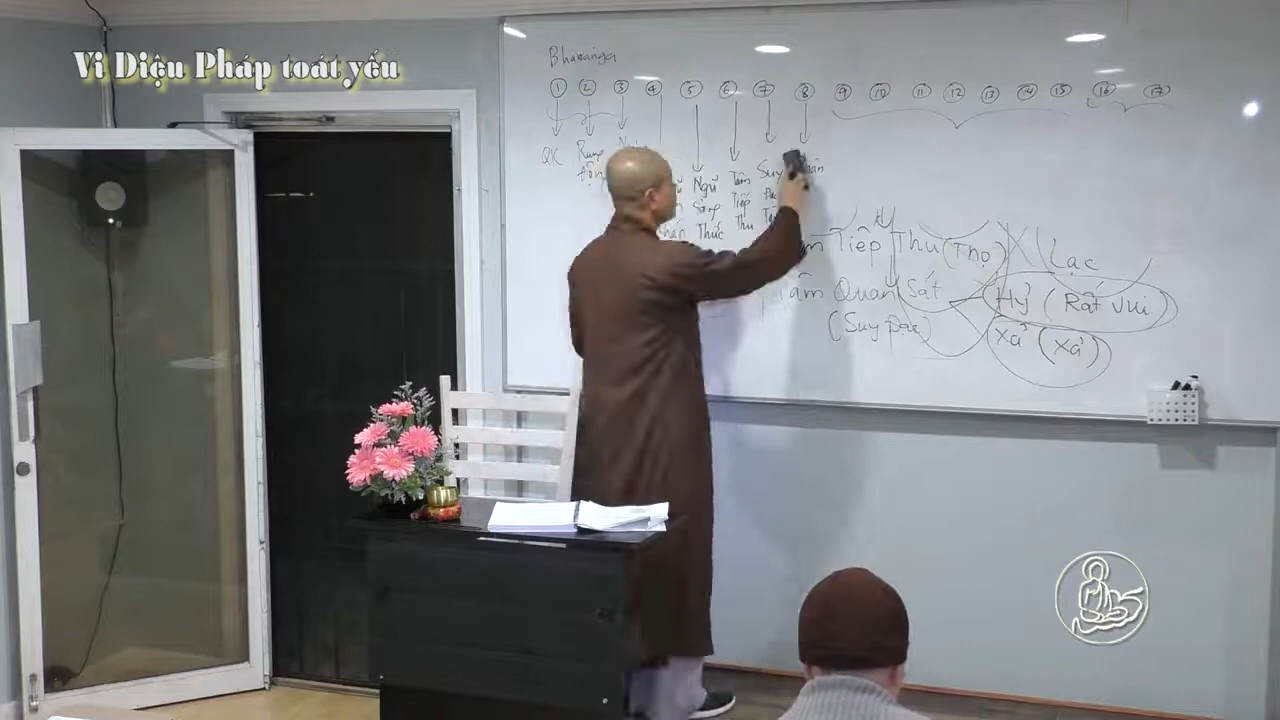 Vi Diệu Pháp toát yếu
Bhavanga
1 2 3 4 5 6 7 8 9 10 11 12 13 14 15 16 17
QK Rung Ngũ Tâm Suy
Động Sáng Tiếp
Thức Thu
Tiếp Thu (Thọ) X Lạc
Tâm Quan Sát Hỷ (Rất vui)
(Suy Đạc) Xả (Xả)